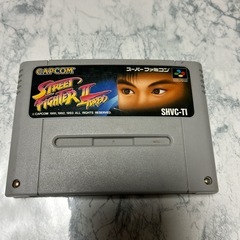 CAPCOM
STREET
FIGHTER II
TURBO
スーパーファミコン
SHVC-TI
© CAPCOM 1991, 1992, 1993 ALL RIGHTS RESERVED.